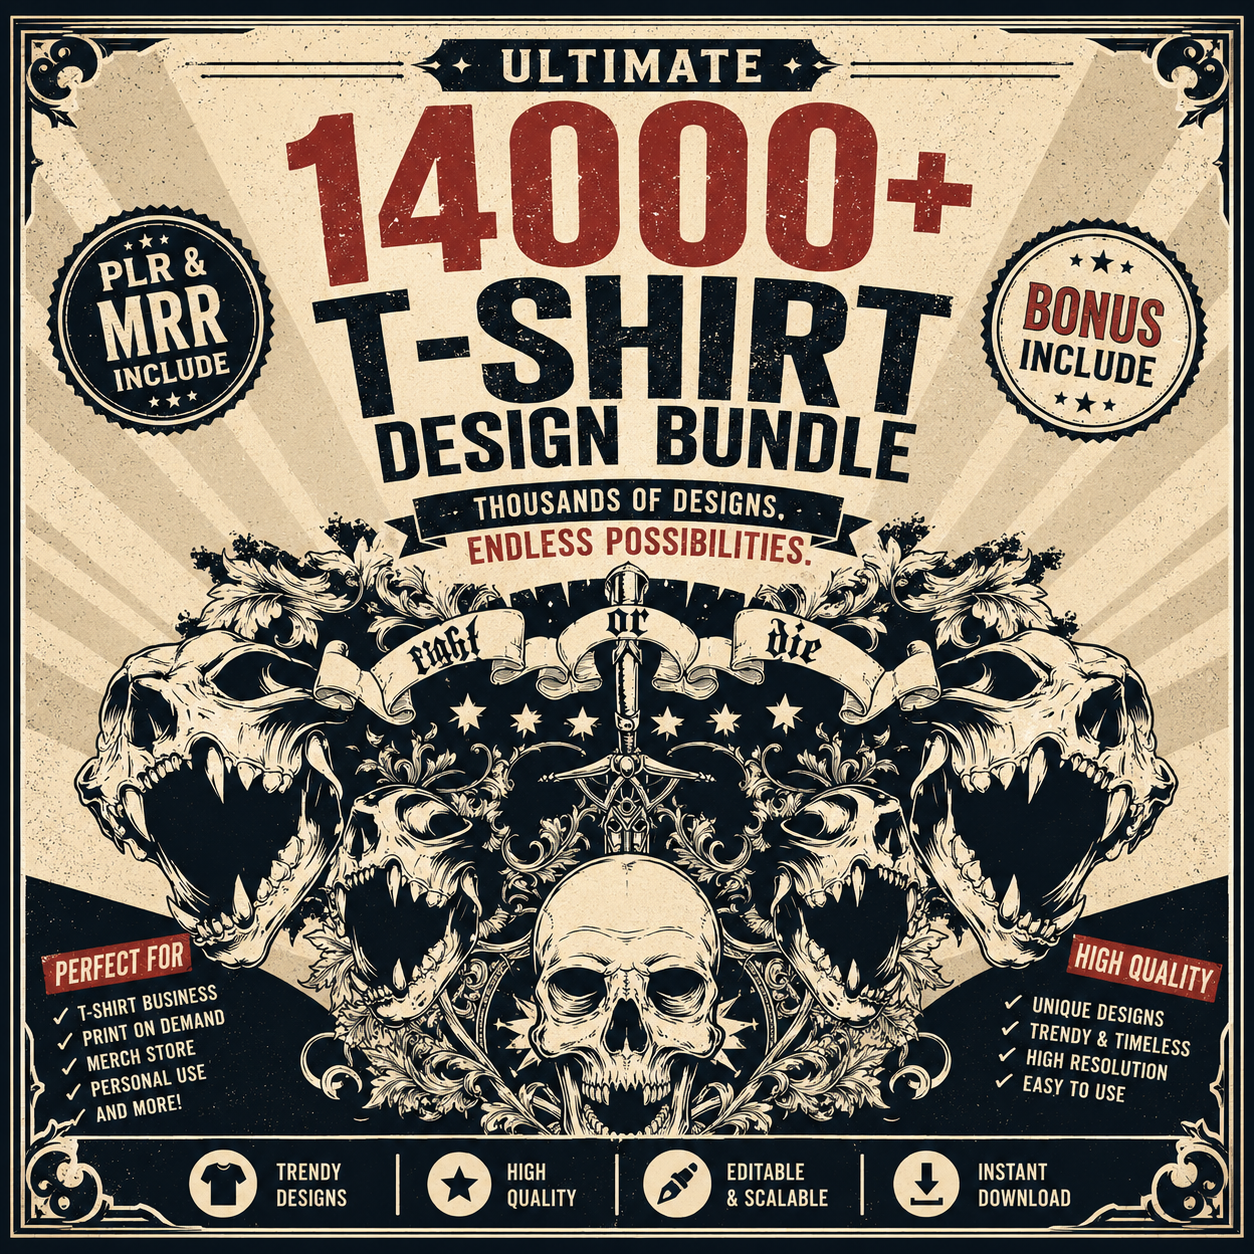 ULTIMATE
14000+
T-SHIRT
DESIGN BUNDLE
THOUSANDS OF DESIGNS.
ENDLESS POSSIBILITIES.
PLR &
MRR
INCLUDE
BONUS
INCLUDE
right or die
PERFECT FOR
✓ T-SHIRT BUSINESS
✓ PRINT ON DEMAND
✓ MERCH STORE
✓ PERSONAL USE
✓ AND MORE!
HIGH QUALITY
✓ UNIQUE DESIGNS
✓ TRENDY & TIMELESS
✓ HIGH RESOLUTION
✓ EASY TO USE
TRENDY
DESIGNS
HIGH
QUALITY
EDITABLE
& SCALABLE
INSTANT
DOWNLOAD